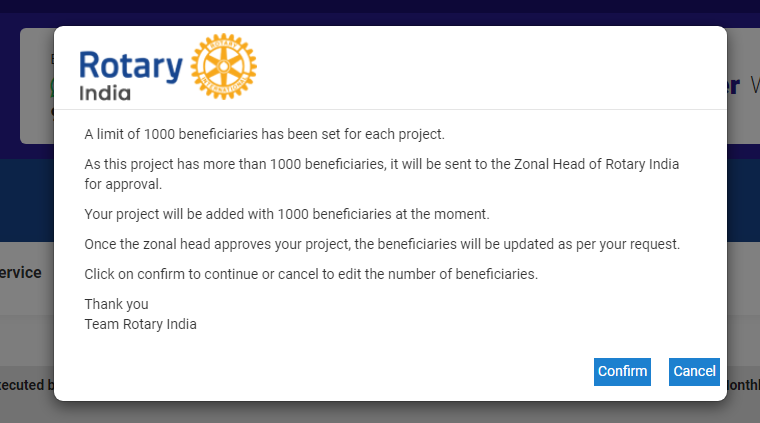 Rotary
India
ROTARY
INTERNATIONAL
A limit of 1000 beneficiaries has been set for each project.
As this project has more than 1000 beneficiaries, it will be sent to the Zonal Head of Rotary India
for approval.
Your project will be added with 1000 beneficiaries at the moment.
Once the zonal head approves your project, the beneficiaries will be updated as per your request.
Click on confirm to continue or cancel to edit the number of beneficiaries.
Thank you
Team Rotary India
Confirm Cancel